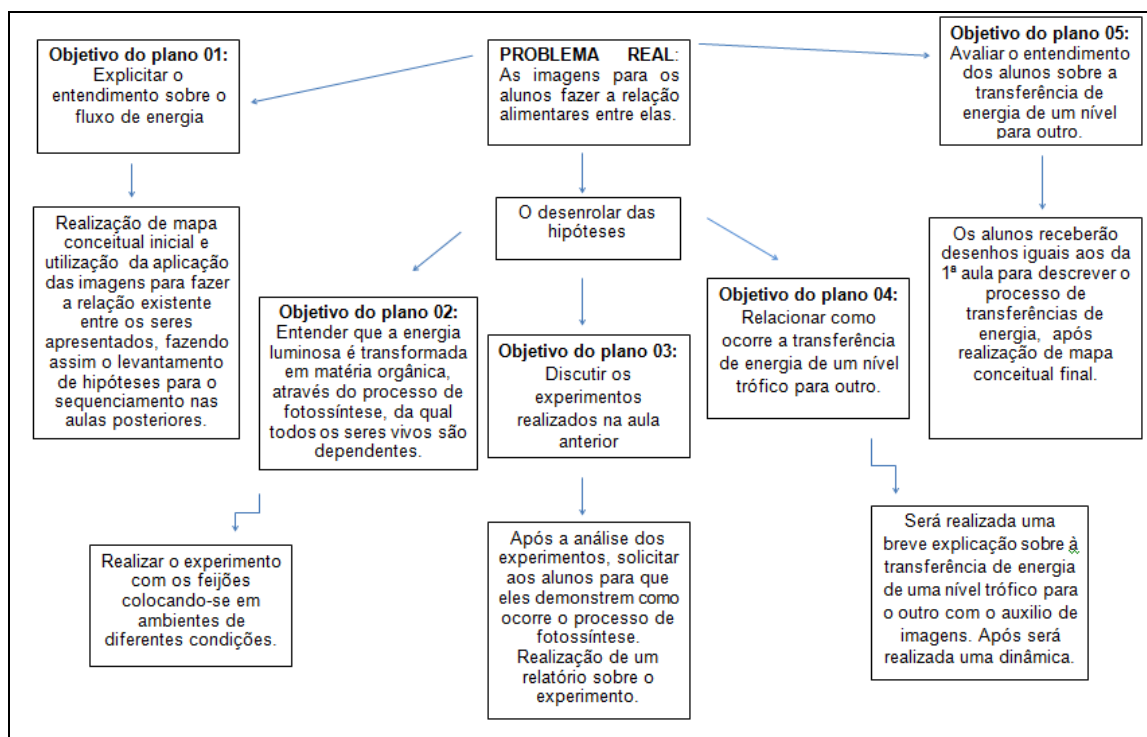 Objetivo do plano 01:
Explicitar o
entendimento sobre o
fluxo de energia
PROBLEMA REAL:
As imagens para os
alunos fazer a relação
alimentares entre elas.
Objetivo do plano 05:
Avaliar o entendimento
dos alunos sobre a
transferência de
energia de um nível
para outro.
Realização de mapa
conceitual inicial e
utilização da aplicação
das imagens para fazer
a relação existente
entre os seres
apresentados, fazendo
assim o levantamento
de hipóteses para o
sequenciamento nas
aulas posteriores.
O desenrolar das
hipóteses
Os alunos receberão
desenhos iguais aos da
1ª aula para descrever o
processo de
transferências de
energia, após
realização de mapa
conceitual final.
Objetivo do plano 02:
Entender que a energia
luminosa é transformada
em matéria orgânica,
através do processo de
fotossíntese, da qual
todos os seres vivos são
dependentes.
Objetivo do plano 03:
Discutir os
experimentos
realizados na aula
anterior
Objetivo do plano 04:
Relacionar como
ocorre a transferência
de energia de um nível
trófico para outro.
Realizar o experimento
com os feijões
colocando-se em
ambientes de
diferentes condições.
Após a análise dos
experimentos, solicitar
aos alunos para que
eles demonstrem como
ocorre o processo de
fotossíntese.
Realização de um
relatório sobre o
experimento.
Será realizada uma
breve explicação sobre à
transferência de energia
de uma nível trófico para
o outro com o auxilio de
imagens. Após será
realizada uma dinâmica.